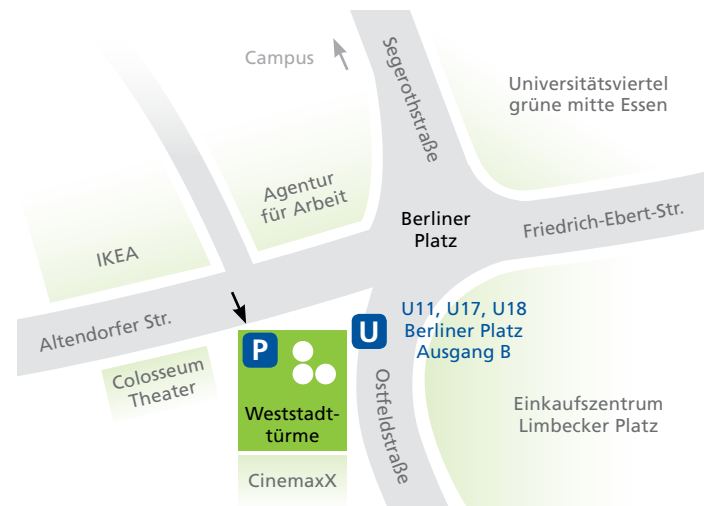 Campus
Segerothstraße
Universitätsviertel
grüne mitte Essen
Agentur
für Arbeit
Berliner
Platz
Friedrich-Ebert-Str.
IKEA
Altendorfer Str.
U11, U17, U18
Berliner Platz
Ausgang B
U
P
Colosseum
Theater
Weststadt-
türme
Ostfeldstraße
Einkaufszentrum
Limbecker Platz
CinemaxX